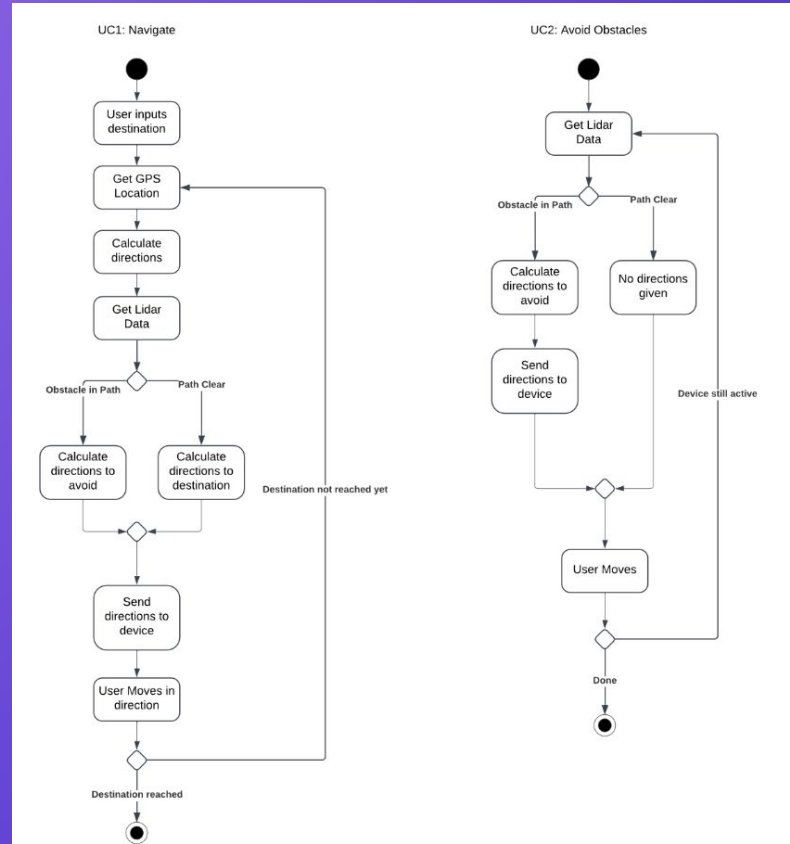 UC1: Navigate
User inputs
destination
Get GPS
Location
Calculate
directions
Get Lidar
Data
Obstacle in Path
Path Clear
Calculate
directions to
avoid
Calculate
directions to
destination
Destination not reached yet
Send
directions to
device
User Moves in
direction
Destination reached
UC2: Avoid Obstacles
Get Lidar
Data
Obstacle in Path
Path Clear
Calculate
directions to
avoid
No directions
given
Send
directions to
device
Device still active
User Moves
Done